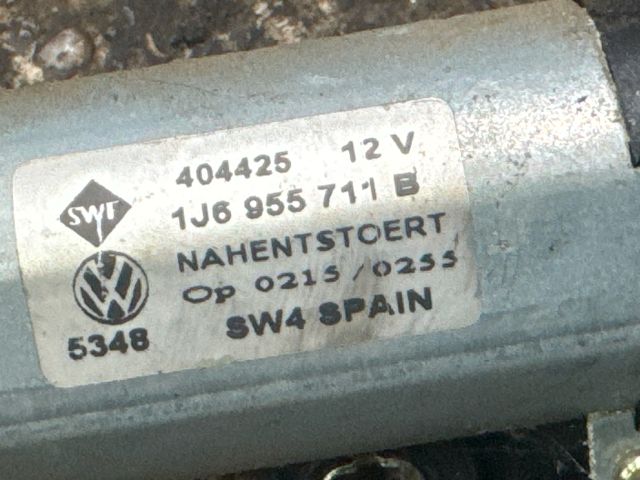 404425 12 V
SWF 1J6 955 711 B
NAHENTSTOERT
Op 0215/0255
5348 SW4 SPAIN